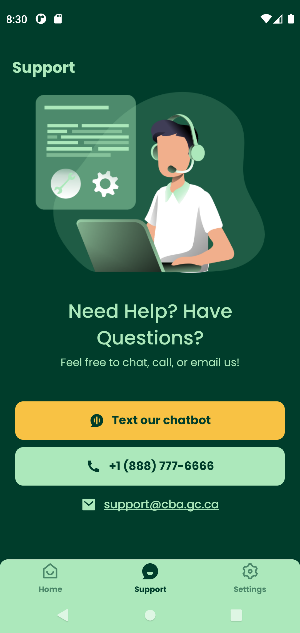 8:30
Support
Need Help? Have
Questions?
Feel free to chat, call, or email us!
Text our chatbot
+1 (888) 777-6666
support@cba.gc.ca
Home
Support
Settings